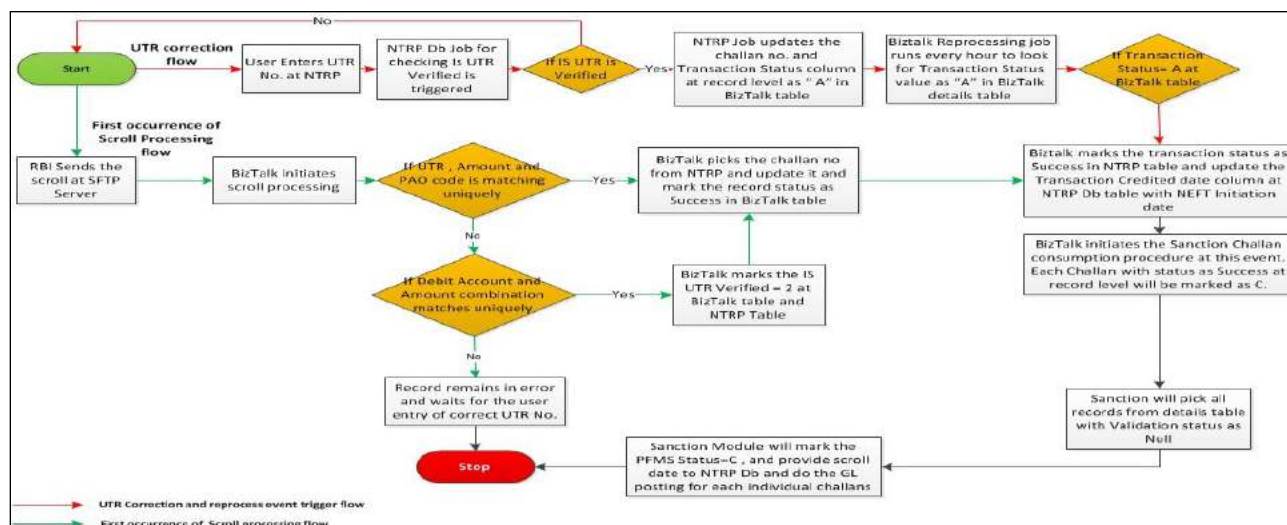 No
UTR correction
flow
Start
User Enters UTR
No. at NTRP
NTRP Db Job for
checking Is UTR
Verified is
triggered
If IS UTR is
Verified
Yes
NTRP Job updates the
challan no. and
Transaction Status column
at record level as "A" in
BizTalk table
Biztalk Reprocessing job
runs every hour to look
for Transaction Status
value as "A" in BizTalk
details table
If Transaction
Status= A at
BizTalk table
First occurrence of
Scroll Processing
flow
RBI Sends the
scroll at SFTP
Server
BizTalk initiates
scroll processing
If UTR , Amount and
PAO code is matching
uniquely
Yes
BizTalk picks the challan no
from NTRP and update it and
mark the record status as
Success in BizTalk table
Biztalk marks the transaction status as
Success in NTRP table and update the
Transaction Credited date column at
NTRP Db table with NEFT Initiation
date
No
If Debit Account and
Amount combination
matches uniquely
Yes
BizTalk marks the IS
UTR Verified = 2 at
BizTalk table and
NTRP Table
BizTalk initiates the Sanction Challan
consumption procedure at this event.
Each Challan with status as Success at
record level will be marked as C.
No
Record remains in error
and waits for the user
entry of correct UTR No.
Sanction will pick all
records from details table
with Validation status as
Null
Stop
Sanction Module will mark the
PFMS Status=C , and provide scroll
date to NTRP Db and do the GL
posting for each individual challans
UTR Correction and reprocess event trigger flow
First occurrence of Scroll processing flow